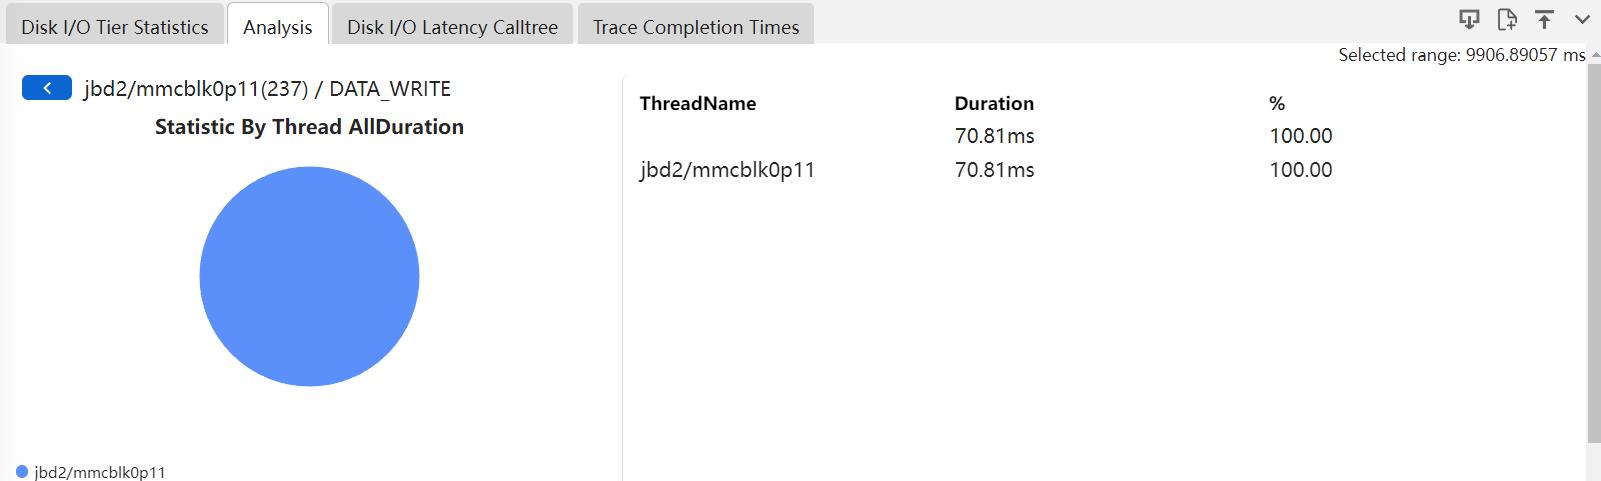 Disk I/O Tier Statistics Analysis Disk I/O Latency Calltree Trace Completion Times
Selected range: 9906.89057 ms
jbd2/mmcblk0p11(237) / DATA_WRITE
Statistic By Thread AllDuration
jbd2/mmcblk0p11
ThreadName Duration %
70.81ms 100.00
jbd2/mmcblk0p11 70.81ms 100.00